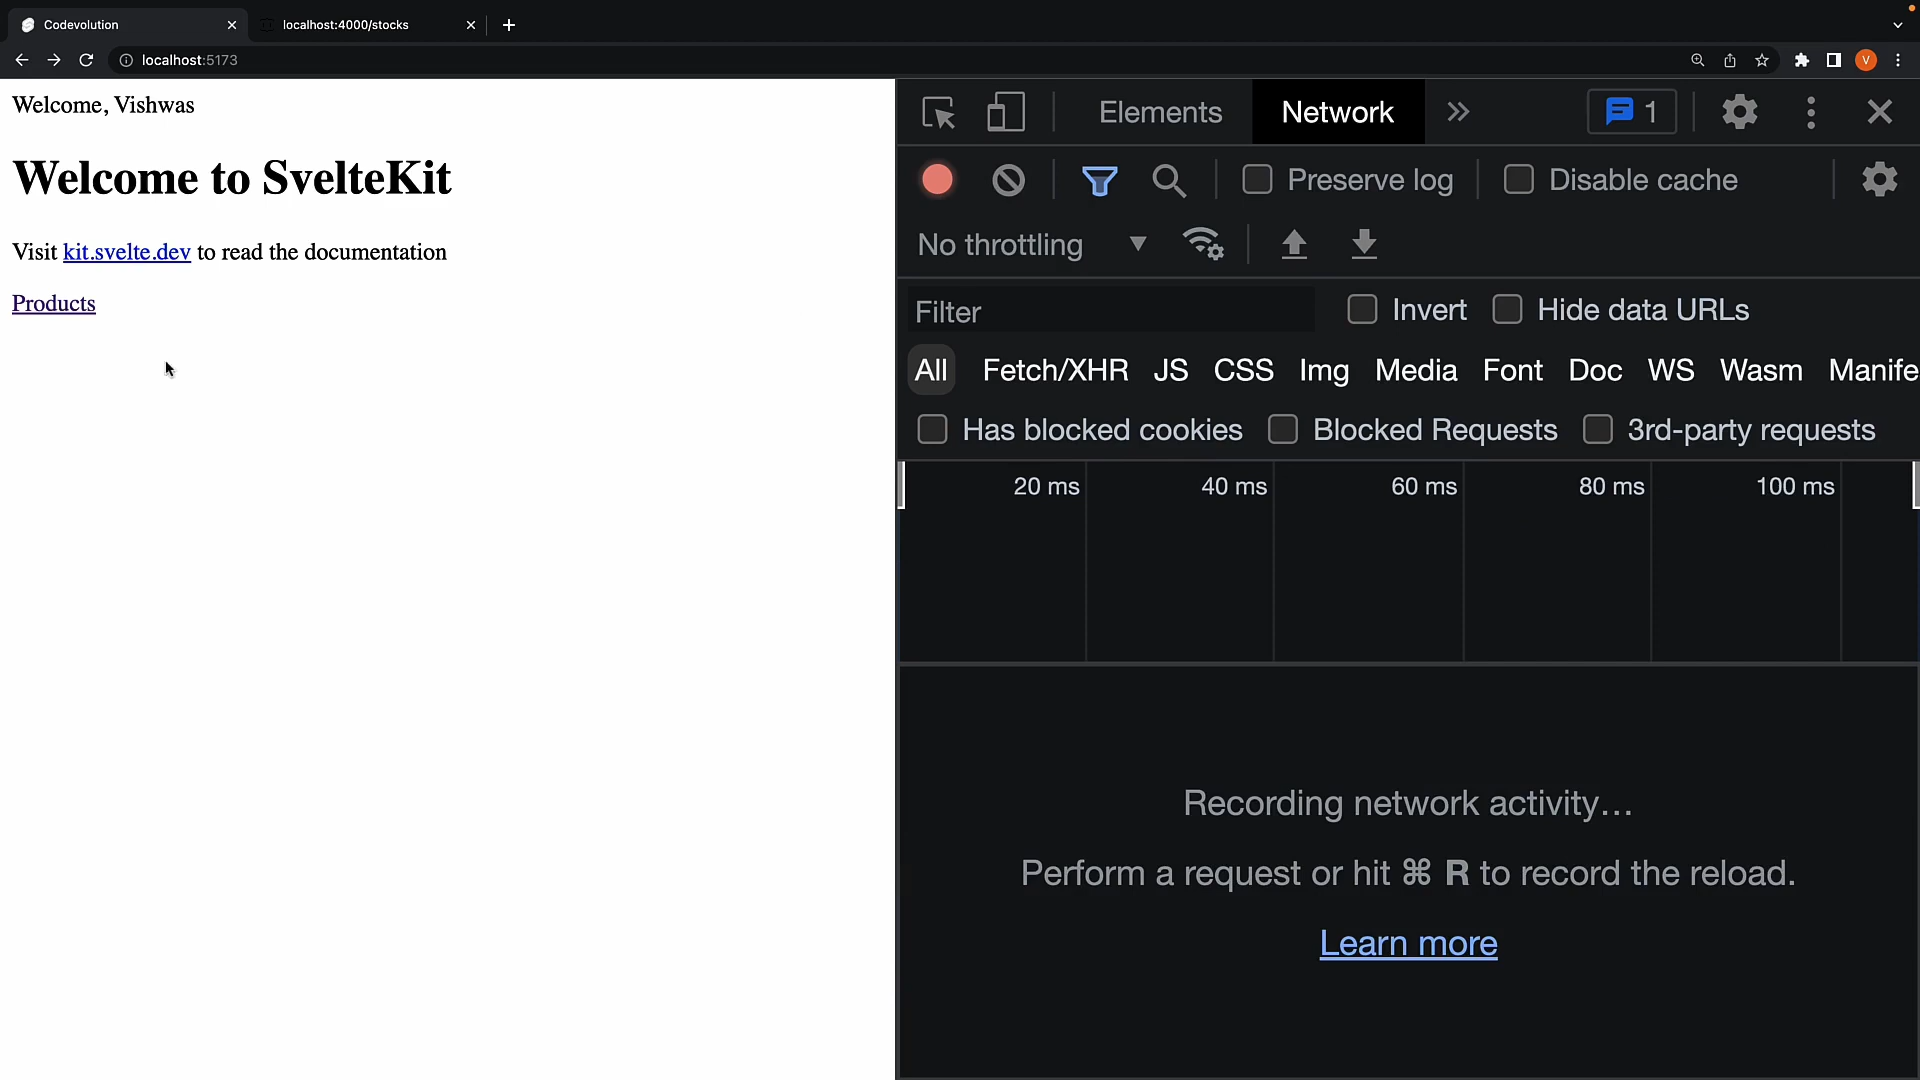 Codevolution
localhost:4000/stocks
localhost:5173
V
Welcome, Vishwas
Welcome to SvelteKit
Visit kit.svelte.dev to read the documentation
Products
Elements
Network
1
Preserve log
Disable cache
No throttling
Filter
Invert
Hide data URLs
All Fetch/XHR JS CSS Img Media Font Doc WS Wasm Manife
Has blocked cookies
Blocked Requests
3rd-party requests
20 ms 40 ms 60 ms 80 ms 100 ms
Recording network activity…
Perform a request or hit ⌘ R to record the reload.
Learn more